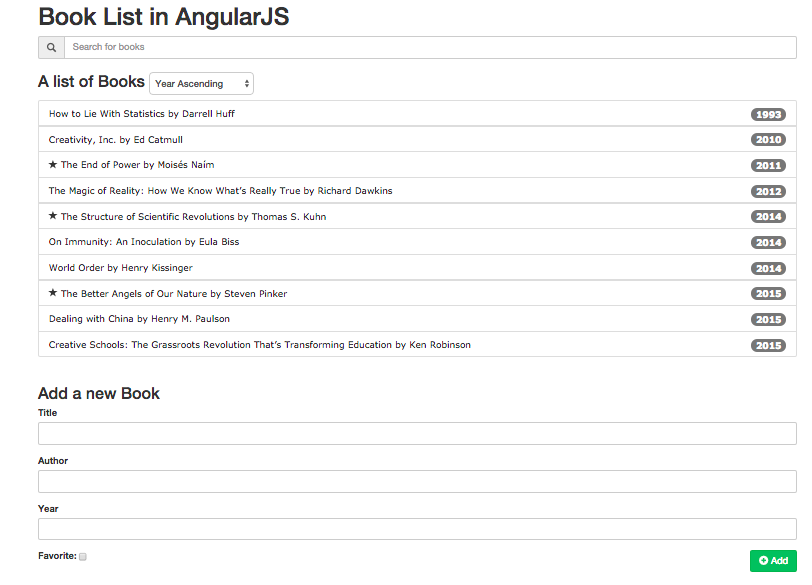 Book List in AngularJS
Search for books
A list of Books Year Ascending
How to Lie With Statistics by Darrell Huff 1993
Creativity, Inc. by Ed Catmull 2010
★ The End of Power by Moisés Naím 2011
The Magic of Reality: How We Know What's Really True by Richard Dawkins 2012
★ The Structure of Scientific Revolutions by Thomas S. Kuhn 2014
On Immunity: An Inoculation by Eula Biss 2014
World Order by Henry Kissinger 2014
★ The Better Angels of Our Nature by Steven Pinker 2015
Dealing with China by Henry M. Paulson 2015
Creative Schools: The Grassroots Revolution That's Transforming Education by Ken Robinson 2015
Add a new Book
Title
Author
Year
Favorite:
Add